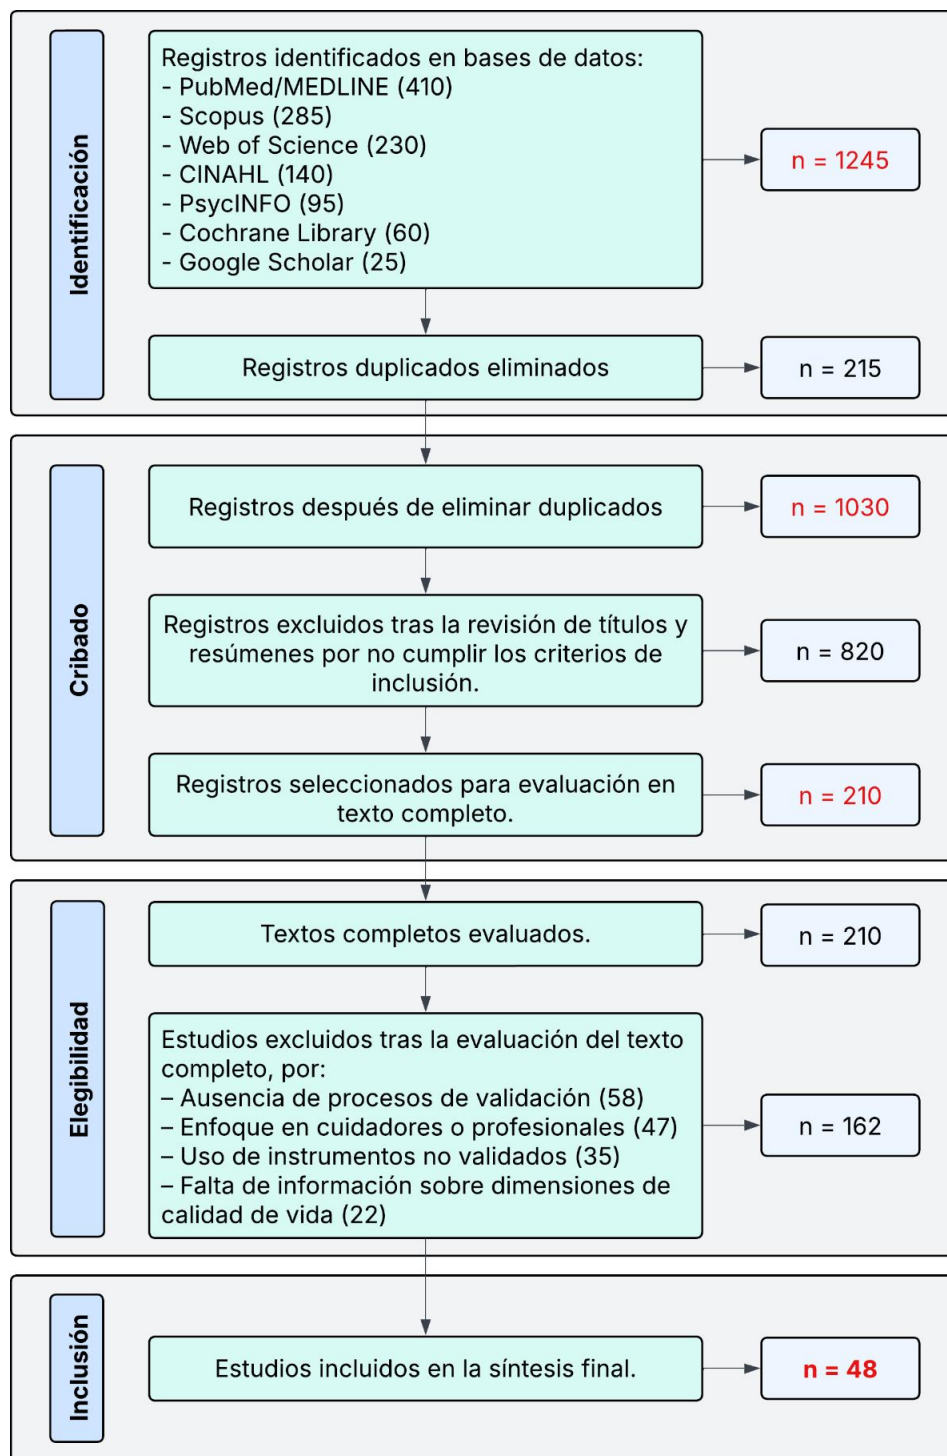 Identificación
Registros identificados en bases de datos:
- PubMed/MEDLINE (410)
- Scopus (285)
- Web of Science (230)
- CINAHL (140)
- PsycINFO (95)
- Cochrane Library (60)
- Google Scholar (25)
n = 1245
Registros duplicados eliminados
n = 215
Cribado
Registros después de eliminar duplicados
n = 1030
Registros excluidos tras la revisión de títulos y
resúmenes por no cumplir los criterios de
inclusión.
n = 820
Registros seleccionados para evaluación en
texto completo.
n = 210
Elegibilidad
Textos completos evaluados.
n = 210
Estudios excluidos tras la evaluación del texto
completo, por:
– Ausencia de procesos de validación (58)
– Enfoque en cuidadores o profesionales (47)
– Uso de instrumentos no validados (35)
– Falta de información sobre dimensiones de
calidad de vida (22)
n = 162
Inclusión
Estudios incluidos en la síntesis final.
n = 48